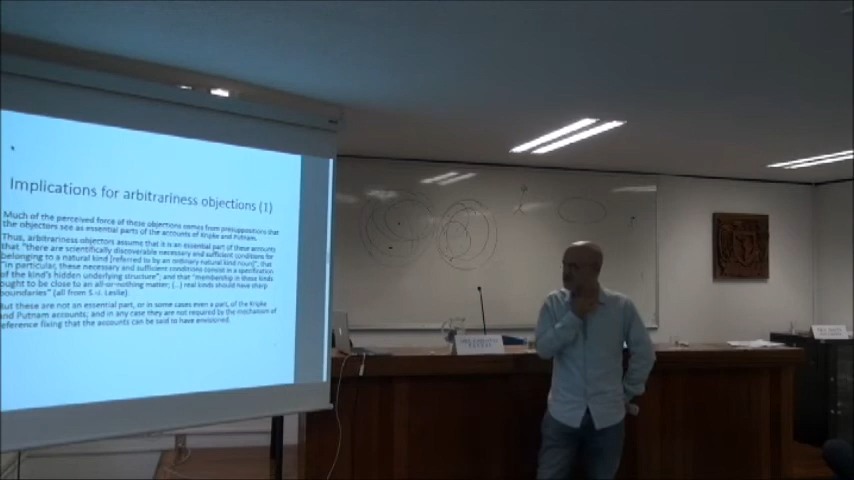 Implications for arbitrariness objections (1)
Much of the perceived force of these objections comes from presuppositions that
the objectors see as essential parts of the accounts of Kripke and Putnam.
Thus, arbitrariness objectors assume that it is an essential part of these accounts
that "there are scientifically discoverable necessary and sufficient conditions for
belonging to a natural kind [referred to by an ordinary natural kind noun]", that
"in particular, these necessary and sufficient conditions consist in a specification
of the kind's hidden underlying structure", and that "membership in these kinds
ought to be close to an all-or-nothing matter; (...) real kinds should have sharp
boundaries" (all from S.-J. Leslie).
But these are not an essential part, or in some cases even a part, of the Kripke
and Putnam accounts; and in any case they are not required by the mechanism of
reference fixing that the accounts can be said to have envisioned.